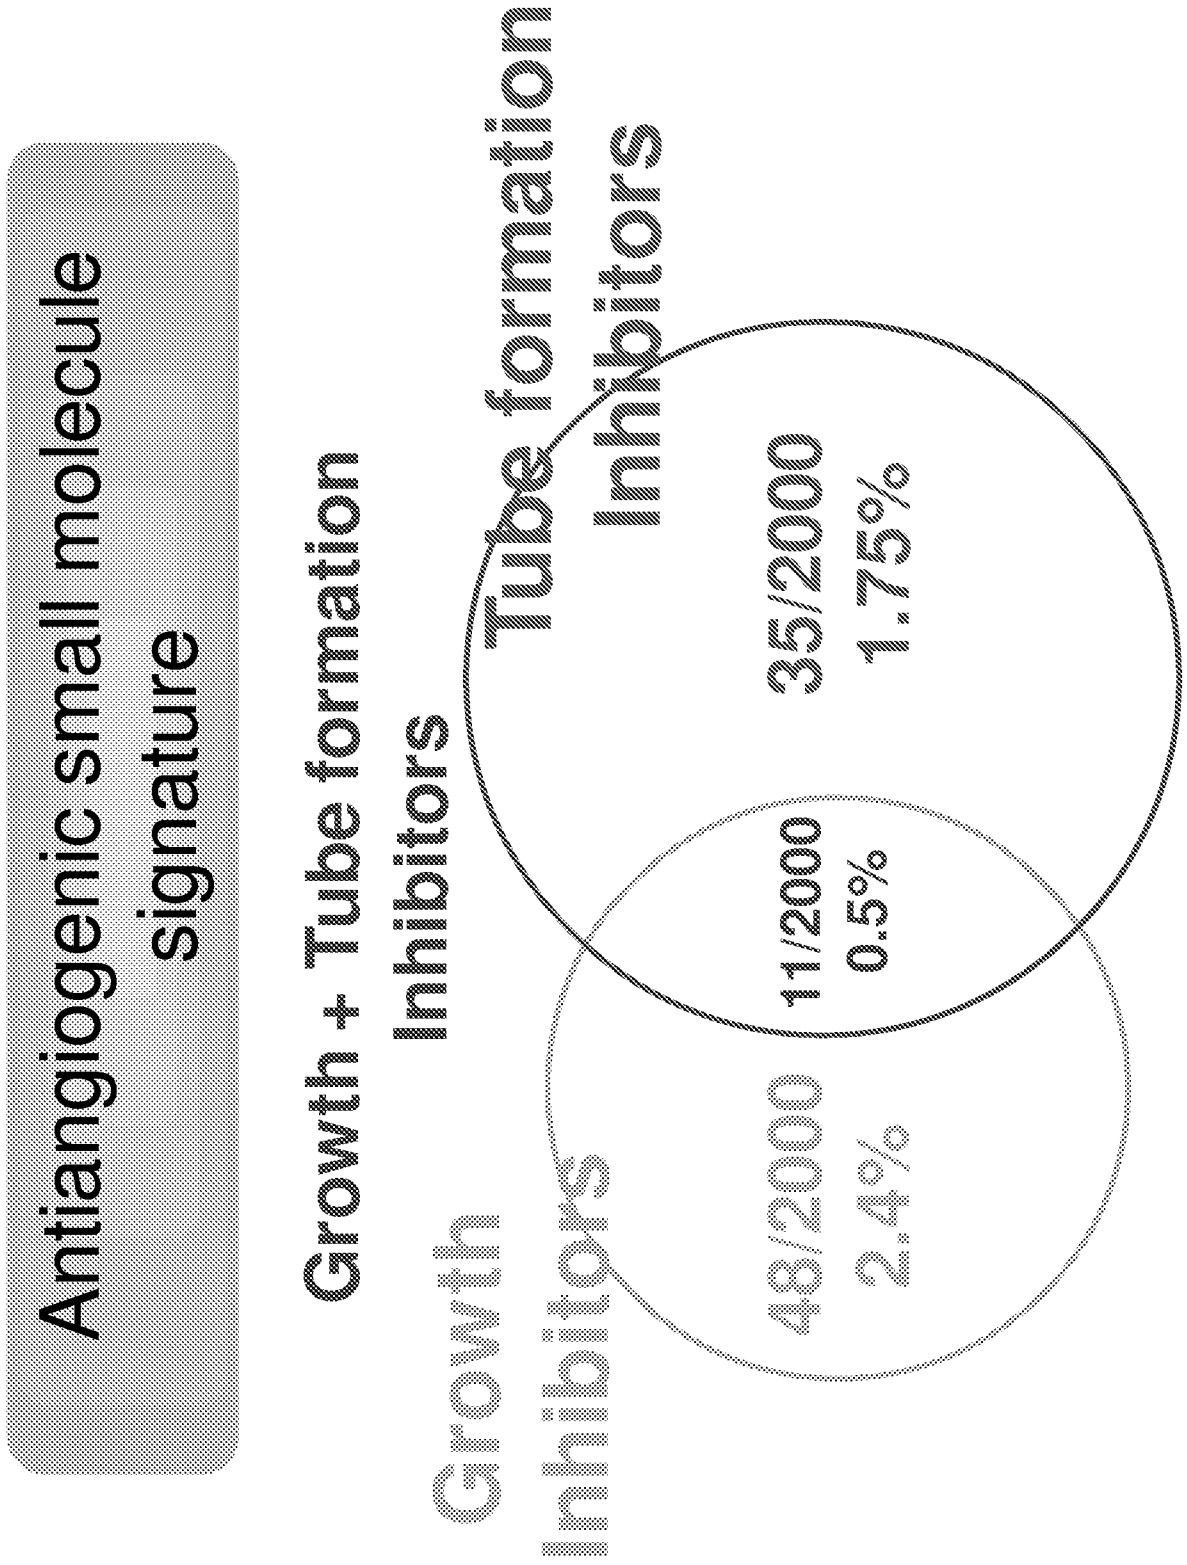 Antiangiogenic small molecule
signature
Growth + Tube formation
Inhibitors
Growth
Inhibitors
Tube formation
Inhibitors
48/2000
2.4%
11/2000
0.5%
35/2000
1.75%